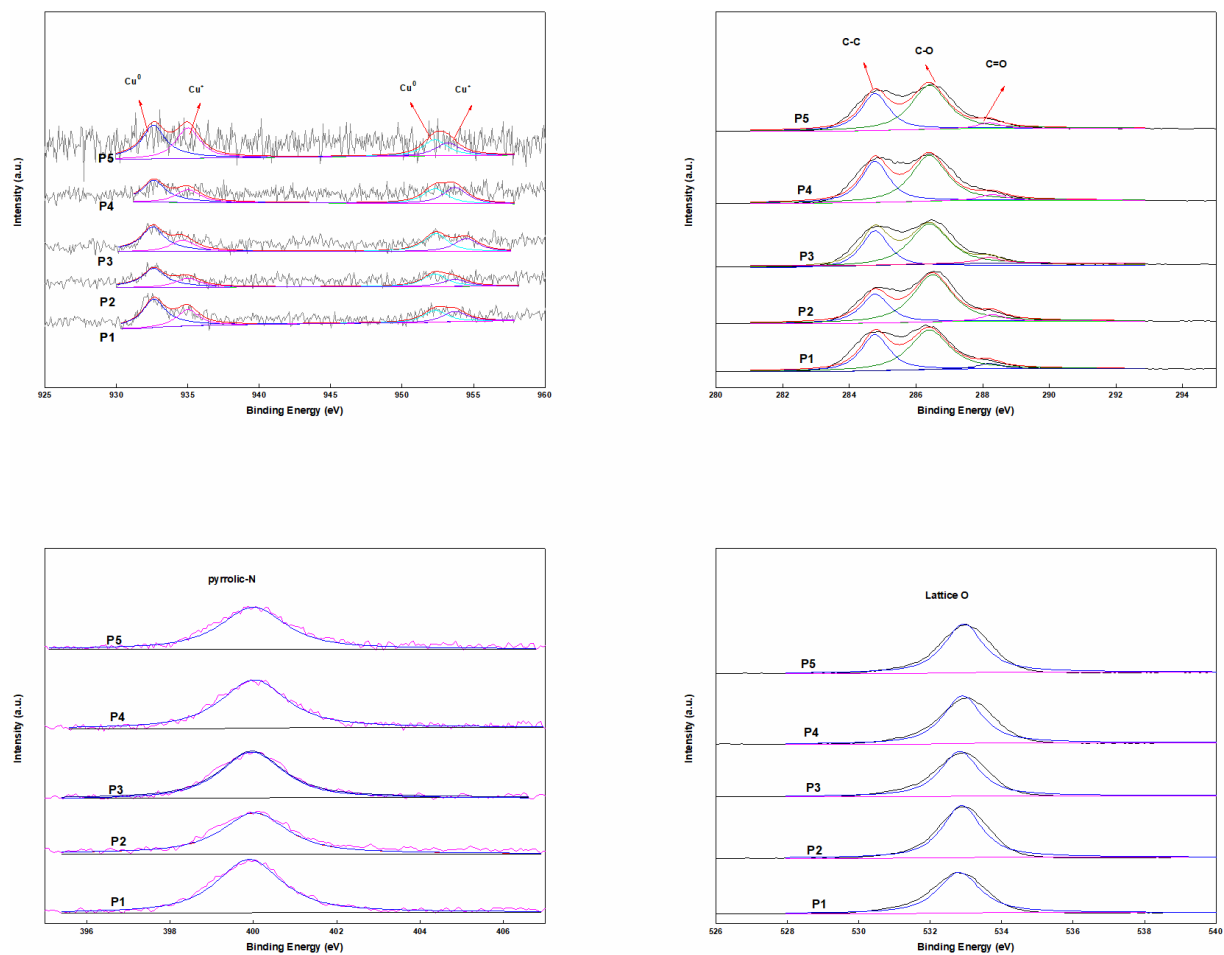 Cu0
Cu+
Cu0
Cu+
P5
P4
P3
P2
P1
Intensity (a.u.)
925 930 935 940 945 950 955 960
Binding Energy (eV)
C-C
C-O
C=O
P5
P4
P3
P2
P1
Intensity (a.u.)
280 282 284 286 288 290 292 294
Binding Energy (eV)
pyrrolic-N
P5
P4
P3
P2
P1
Intensity (a.u.)
396 398 400 402 404 406
Binding Energy (eV)
Lattice O
P5
P4
P3
P2
P1
Intensity (a.u.)
526 528 530 532 534 536 538 540
Binding Energy (eV)